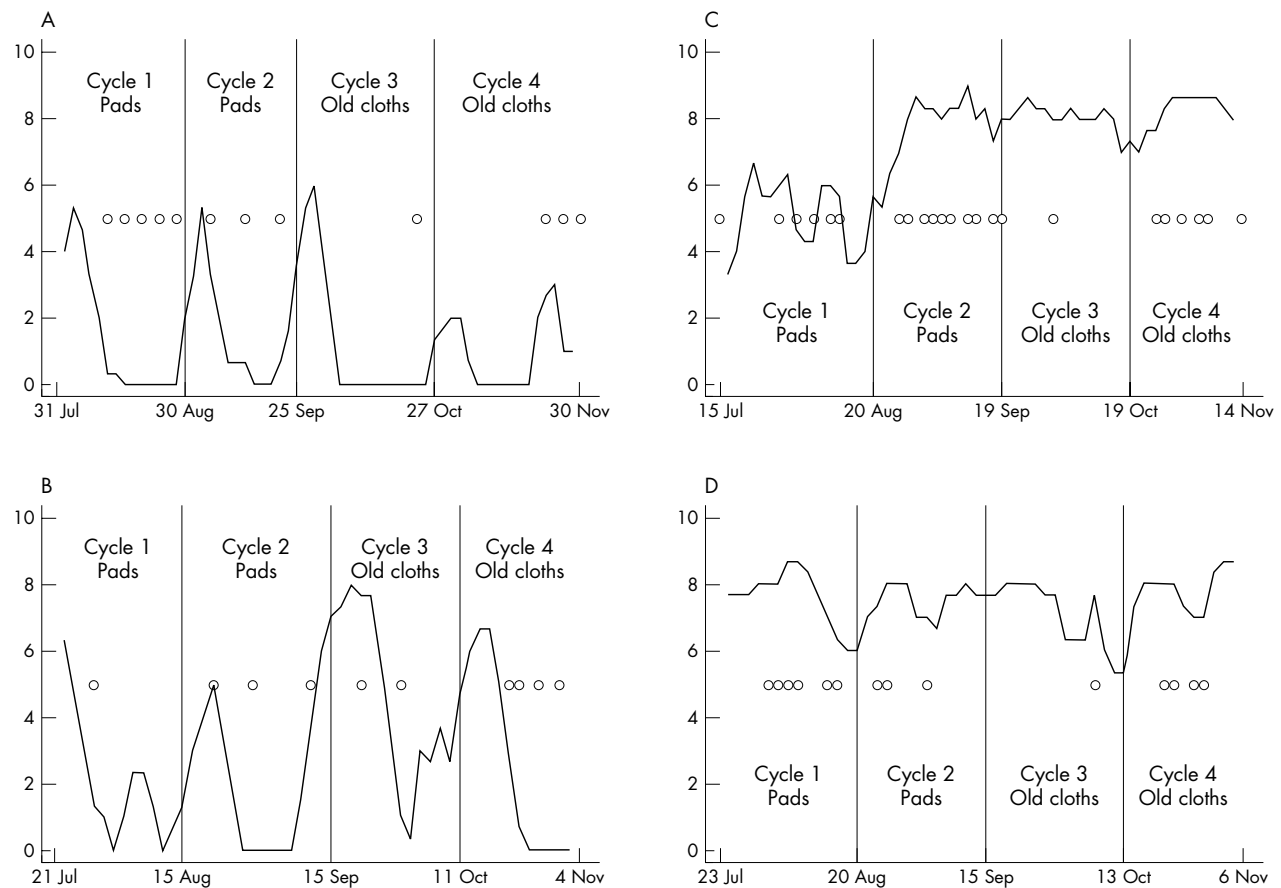 A
10
8
6
4
2
0
Cycle 1
Pads
Cycle 2
Pads
Cycle 3
Old cloths
Cycle 4
Old cloths
31 Jul
30 Aug
25 Sep
27 Oct
30 Nov
C
10
8
6
4
2
0
Cycle 1
Pads
Cycle 2
Pads
Cycle 3
Old cloths
Cycle 4
Old cloths
15 Jul
20 Aug
19 Sep
19 Oct
14 Nov
B
10
8
6
4
2
0
Cycle 1
Pads
Cycle 2
Pads
Cycle 3
Old cloths
Cycle 4
Old cloths
21 Jul
15 Aug
15 Sep
11 Oct
4 Nov
D
10
8
6
4
2
0
Cycle 1
Pads
Cycle 2
Pads
Cycle 3
Old cloths
Cycle 4
Old cloths
23 Jul
20 Aug
15 Sep
13 Oct
6 Nov